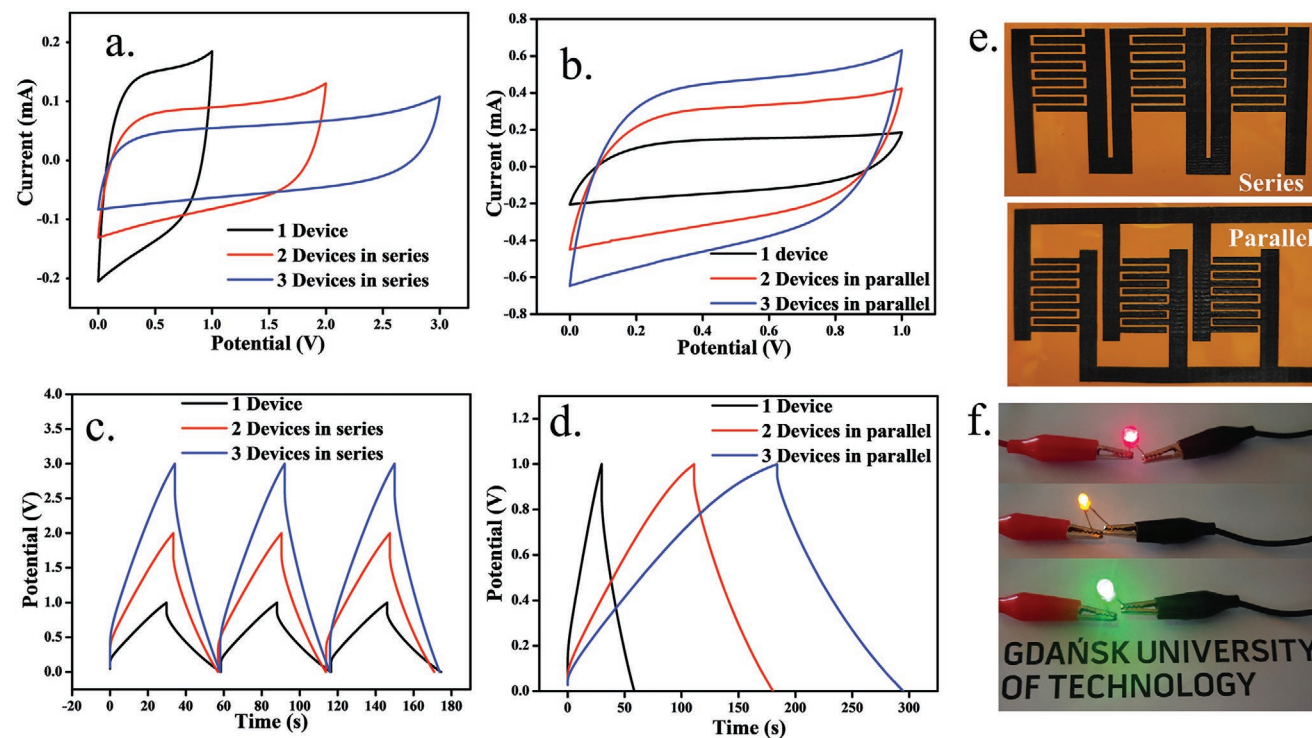 a.
Current (mA)
0.2
0.1
0.0
-0.1
-0.2
0.0
0.5
1.0
1.5
2.0
2.5
3.0
Potential (V)
1 Device
2 Devices in series
3 Devices in series
b.
Current (mA)
0.8
0.6
0.4
0.2
0.0
-0.2
-0.4
-0.6
-0.8
0.0
0.2
0.4
0.6
0.8
1.0
Potential (V)
1 device
2 Devices in parallel
3 Devices in parallel
e.
Series
Parallel
c.
Potential (V)
4.0
3.5
3.0
2.5
2.0
1.5
1.0
0.5
0.0
-20
0
20
40
60
80
100
120
140
160
180
Time (s)
1 Device
2 Devices in series
3 Devices in series
d.
Potential (V)
1.2
1.0
0.8
0.6
0.4
0.2
0.0
0
50
100
150
200
250
300
Time (s)
1 Device
2 Devices in parallel
3 Devices in parallel
f.
GDAŃSK UNIVERSITY
OF TECHNOLOGY